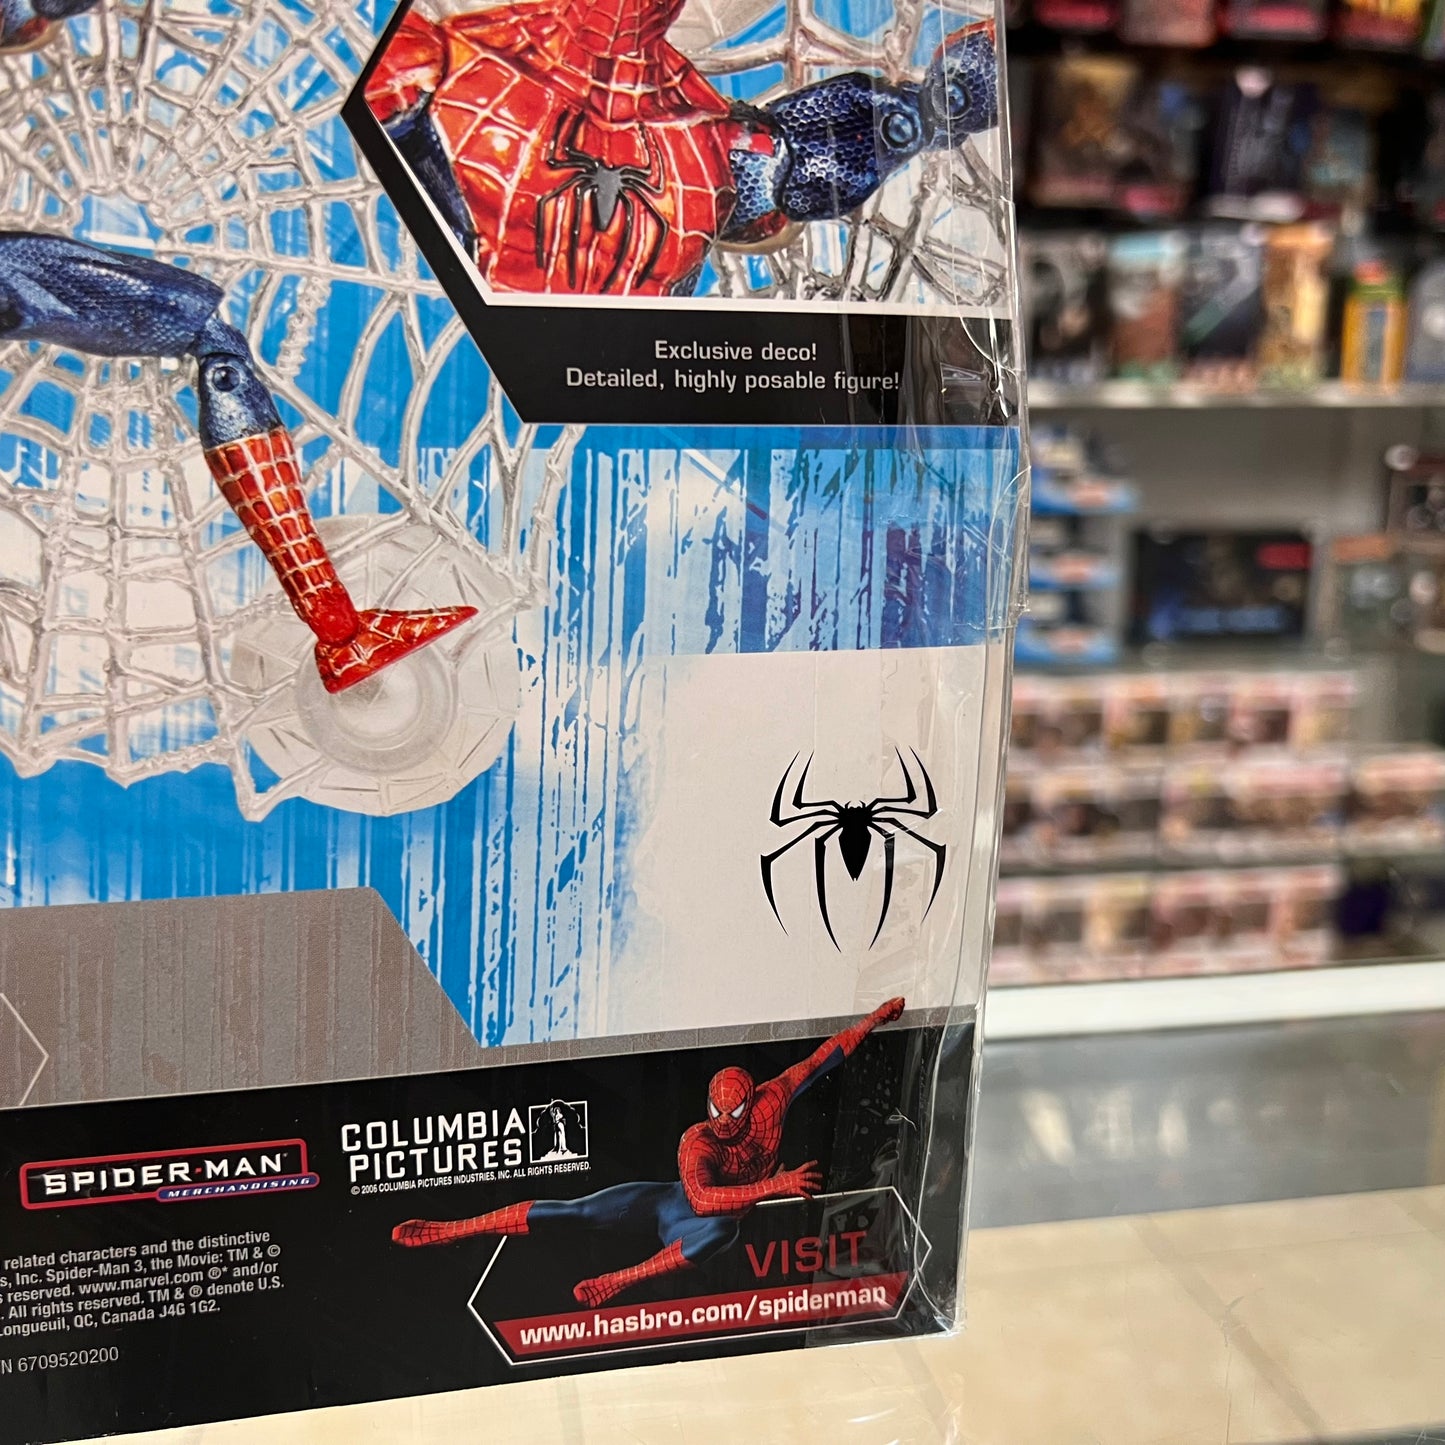 Exclusive deco!
Detailed, highly posable figure!
SPIDER-MAN
MERCHANDISING
COLUMBIA
PICTURES
© 2006 COLUMBIA PICTURES INDUSTRIES, INC. ALL RIGHTS RESERVED.
related characters and the distinctive
s, Inc. Spider-Man 3, the Movie: TM & ©
s reserved. www.marvel.com ®* and/or
. All rights reserved. TM & ® denote U.S.
Longueuil, QC, Canada J4G 1G2.
N 6709520200
VISIT
www.hasbro.com/spiderman